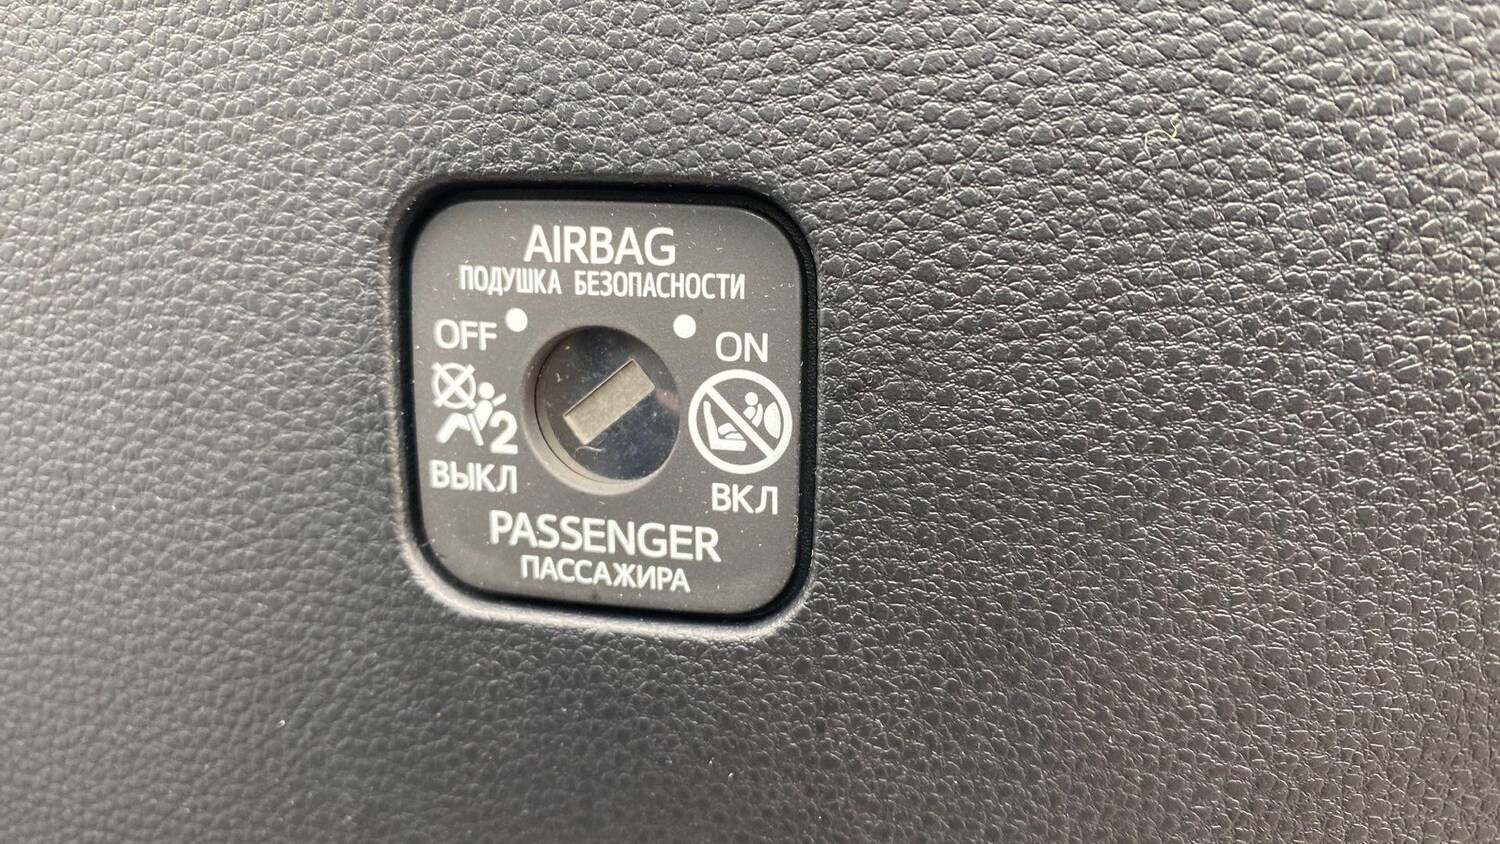 AIRBAG
ПОДУШКА БЕЗОПАСНОСТИ
OFF
ON
2
ВЫКЛ
ВКЛ
PASSENGER
ПАССАЖИРА